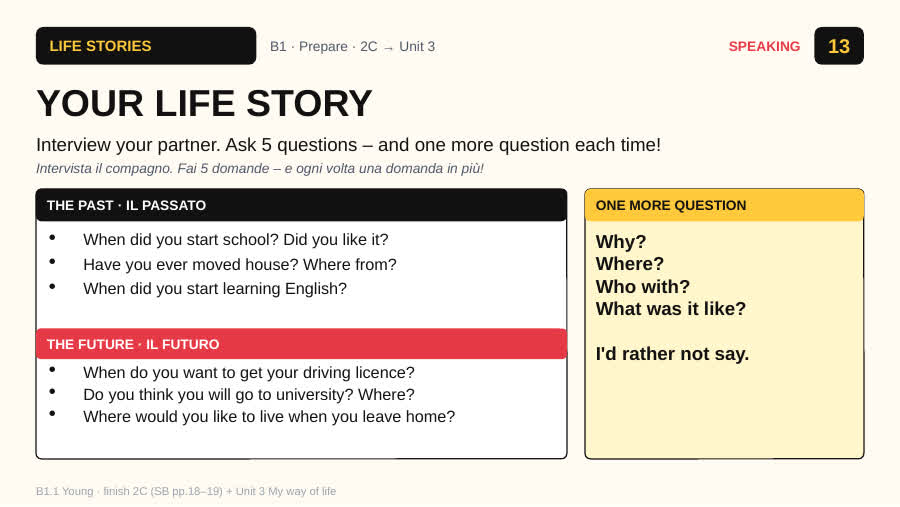 LIFE STORIES
B1 · Prepare · 2C → Unit 3
SPEAKING
13
YOUR LIFE STORY
Interview your partner. Ask 5 questions – and one more question each time!
Intervista il compagno. Fai 5 domande – e ogni volta una domanda in più!
THE PAST · IL PASSATO
• When did you start school? Did you like it?
• Have you ever moved house? Where from?
• When did you start learning English?
THE FUTURE · IL FUTURO
• When do you want to get your driving licence?
• Do you think you will go to university? Where?
• Where would you like to live when you leave home?
ONE MORE QUESTION
Why?
Where?
Who with?
What was it like?
I'd rather not say.
B1.1 Young · finish 2C (SB pp.18–19) + Unit 3 My way of life